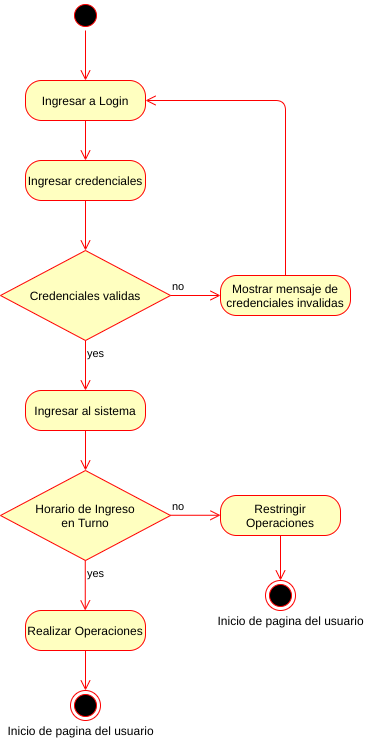 Ingresar a Login
Ingresar credenciales
Credenciales validas
no
Mostrar mensaje de
credenciales invalidas
yes
Ingresar al sistema
Horario de Ingreso
en Turno
no
Restringir
Operaciones
yes
Inicio de pagina del usuario
Realizar Operaciones
Inicio de pagina del usuario